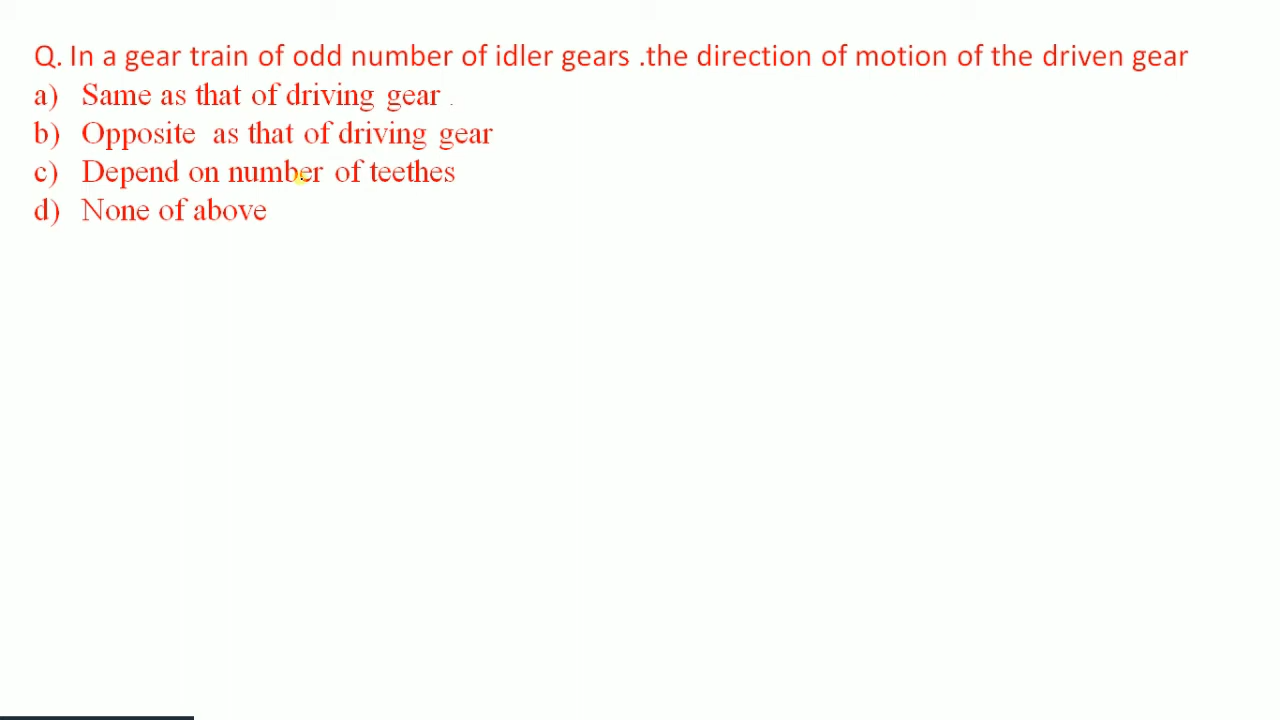 Q. In a gear train of odd number of idler gears .the direction of motion of the driven gear
a) Same as that of driving gear .
b) Opposite as that of driving gear
c) Depend on number of teethes
d) None of above